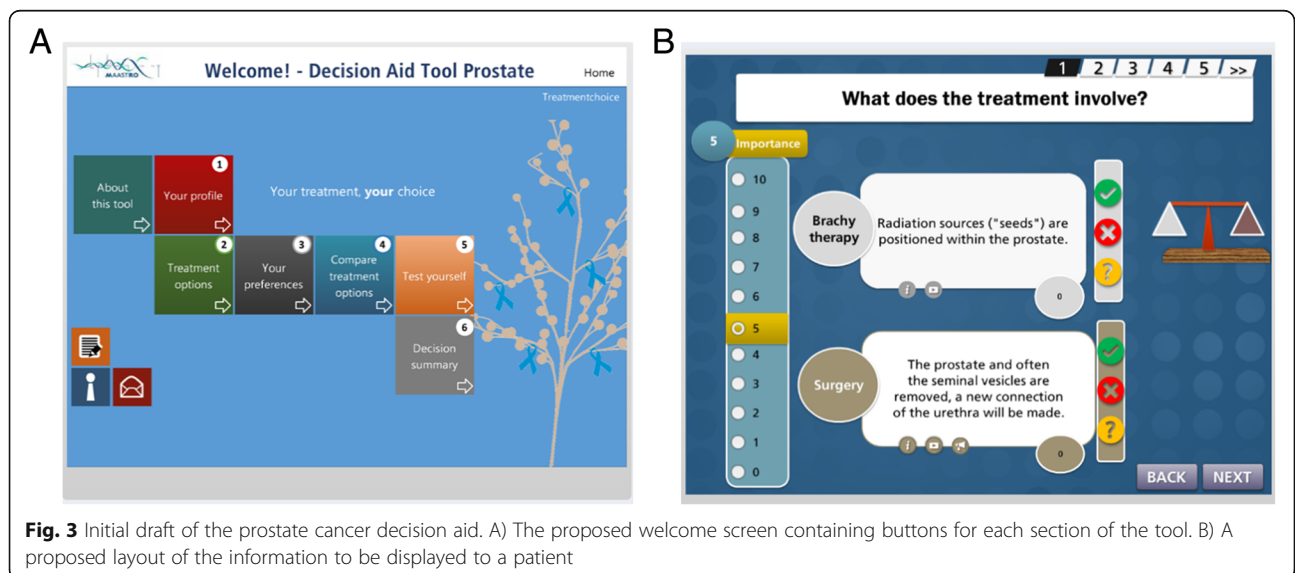 A
MAASTRO
Welcome! - Decision Aid Tool Prostate
Home
Treatmentchoice
About
this tool
1
Your profile
Your treatment, your choice
2
Treatment
options
3
Your
preferences
4
Compare
treatment
options
5
Test yourself
6
Decision
summary
B
1 2 3 4 5 >>
What does the treatment involve?
5
Importance
10
9
8
7
6
5
4
3
2
1
0
Brachy
therapy
Radiation sources ("seeds") are
positioned within the prostate.
i
0
?
Surgery
The prostate and often
the seminal vesicles are
removed, a new connection
of the urethra will be made.
i
0
?
BACK NEXT
Fig. 3 Initial draft of the prostate cancer decision aid. A) The proposed welcome screen containing buttons for each section of the tool. B) A
proposed layout of the information to be displayed to a patient